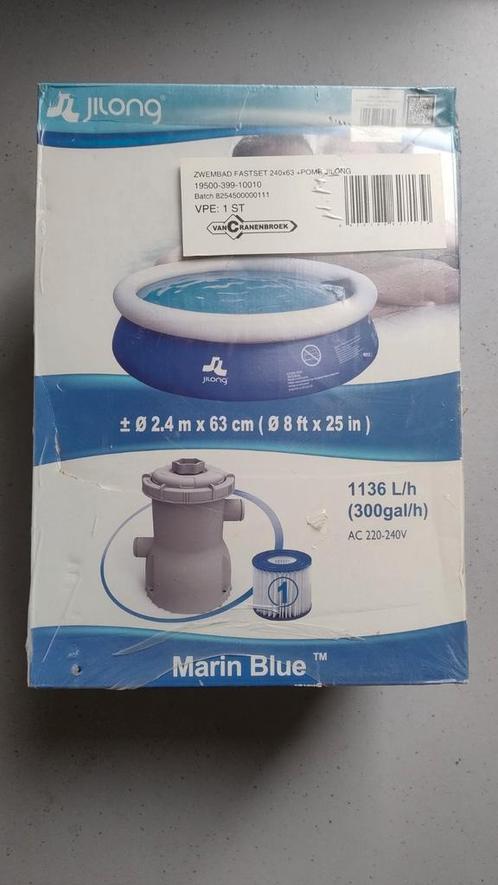 JILONG
ZWEMBAD FASTSET 240x63 +POMP JILONG
19500-399-10010
Batch 8254500000111
VPE: 1 ST
VAN CRANENBROEK
JILONG
± Ø 2.4 m x 63 cm ( Ø 8 ft x 25 in )
1136 L/h
(300gal/h)
AC 220-240V
1
Marin Blue ™